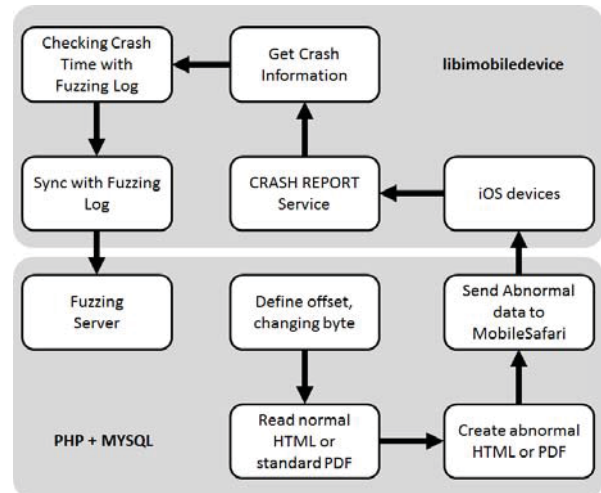 Checking Crash
Time with
Fuzzing Log
Get Crash
Information
libimobiledevice
Sync with Fuzzing
Log
CRASH REPORT
Service
iOS devices
Fuzzing
Server
Define offset,
changing byte
Send Abnormal
data to
MobileSafari
PHP + MYSQL
Read normal
HTML or
standard PDF
Create abnormal
HTML or PDF